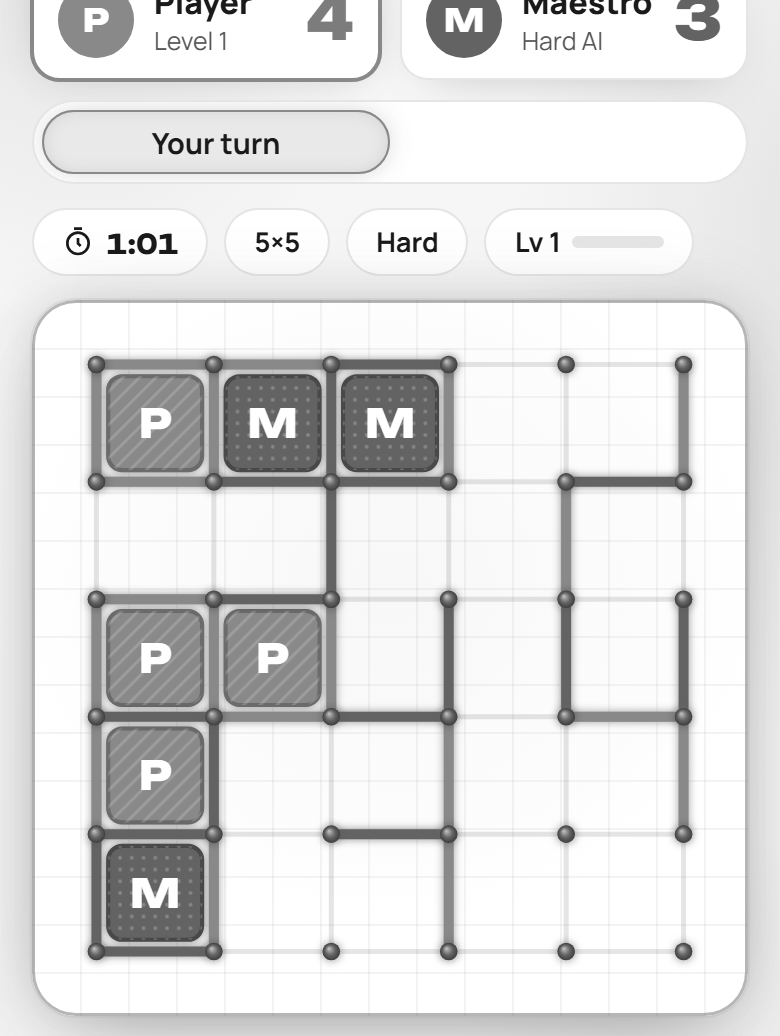 P Player 4
Level 1
M Maestro 3
Hard AI
Your turn
1:01 5×5 Hard Lv 1
P M M
P P
P
M